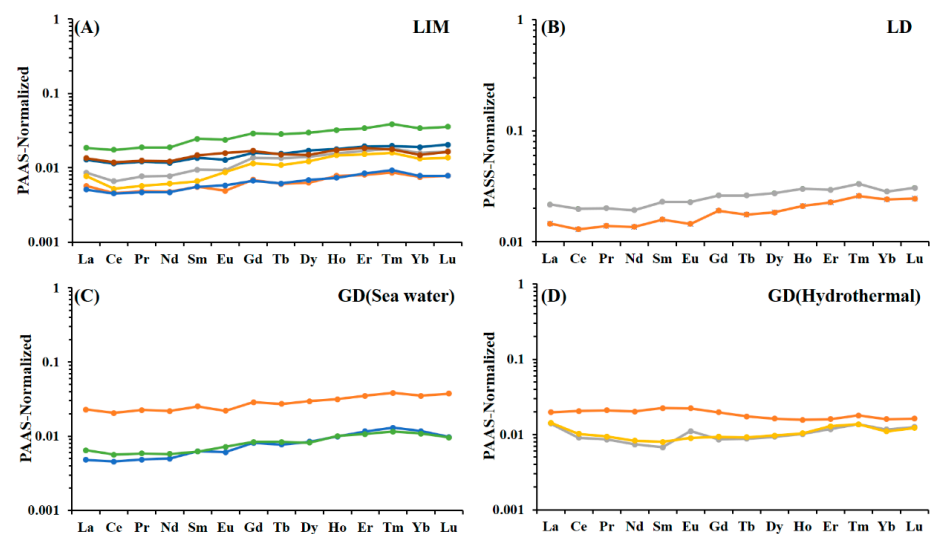 (A) LIM
PAAS-Normalized
1
0.1
0.01
0.001
La Ce Pr Nd Sm Eu Gd Tb Dy Ho Er Tm Yb Lu
(B) LD
PASS-Normalized
1
0.1
0.01
La Ce Pr Nd Sm Eu Gd Tb Dy Ho Er Tm Yb Lu
(C) GD(Sea water)
PAAS-Normalized
1
0.1
0.01
0.001
La Ce Pr Nd Sm Eu Gd Tb Dy Ho Er Tm Yb Lu
(D) GD(Hydrothermal)
PAAS-Normalized
1
0.1
0.01
0.001
La Ce Pr Nd Sm Eu Gd Tb Dy Ho Er Tm Yb Lu